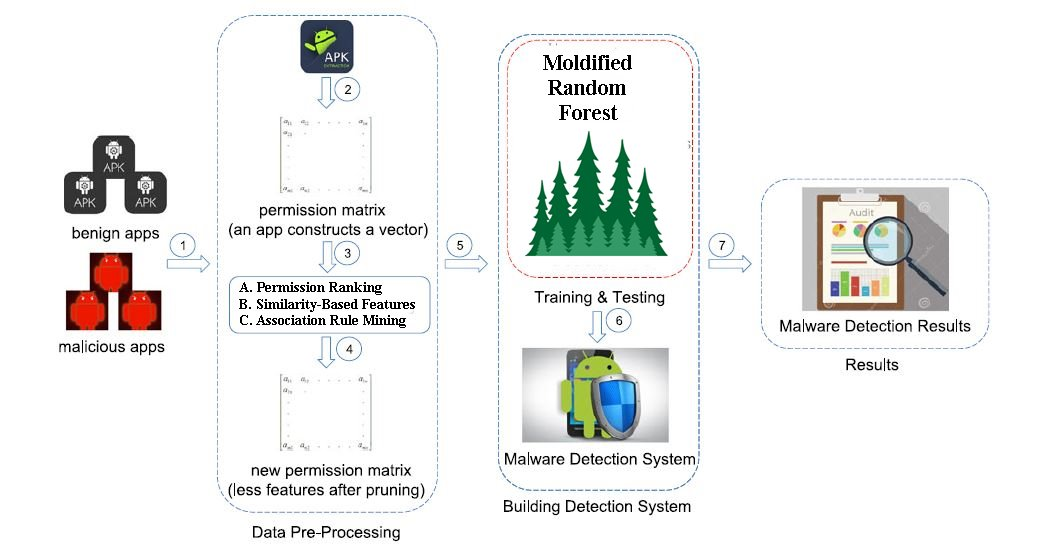 APK
APK
APK
benign apps
malicious apps
1
APK
EXTRACTION
2
permission matrix
(an app constructs a vector)
3
A. Permission Ranking
B. Similarity-Based Features
C. Association Rule Mining
4
new permission matrix
(less features after pruning)
Data Pre-Processing
5
Moldified
Random
Forest
Training & Testing
6
Malware Detection System
Building Detection System
7
Audit
Malware Detection Results
Results